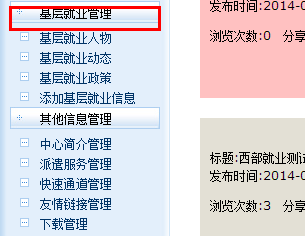 基层就业管理
基层就业人物
基层就业动态
基层就业政策
添加基层就业信息
其他信息管理
中心简介管理
派遣服务管理
快速通道管理
友情链接管理
下载管理
发布时间:2014-0
浏览次数:0 分享
标题:西部就业测试
发布时间:2014-0
浏览次数:3 分享